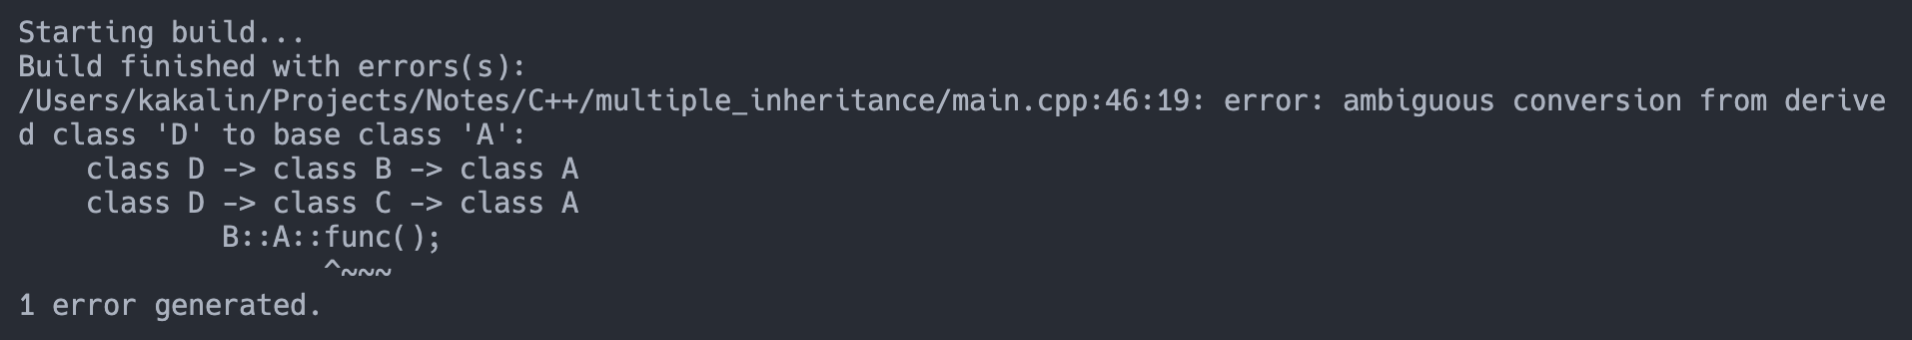 Starting build...
Build finished with errors(s):
/Users/kakalin/Projects/Notes/C++/multiple_inheritance/main.cpp:46:19: error: ambiguous conversion from derive
d class 'D' to base class 'A':
    class D -> class B -> class A
    class D -> class C -> class A
            B::A::func();
                  ^~~~
1 error generated.